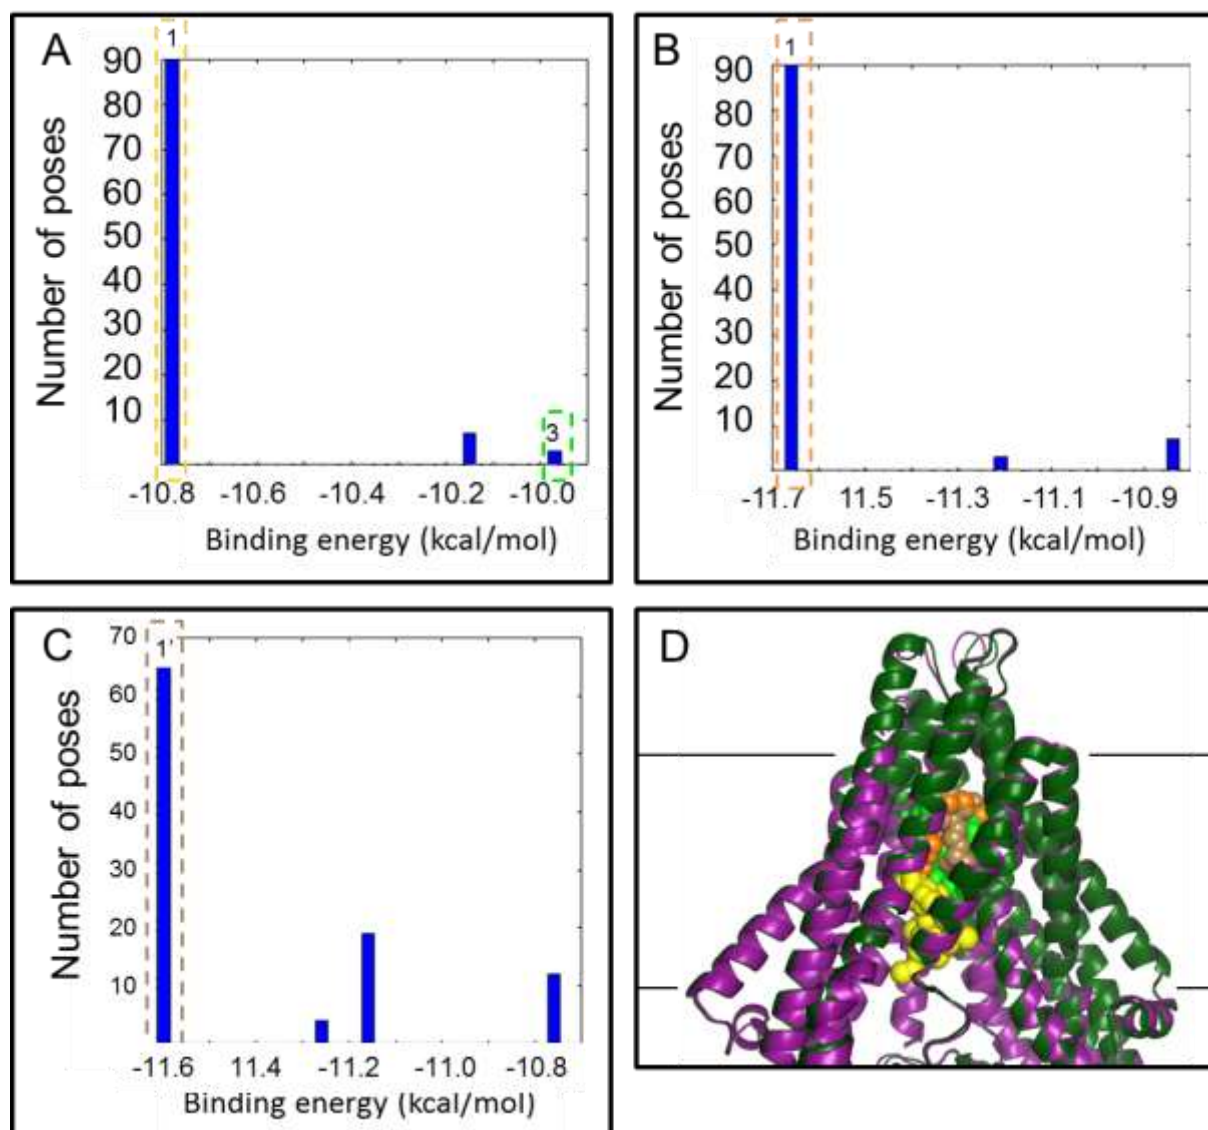 A
1
90
80
70
60
50
40
30
20
10
3
-10.8 -10.6 -10.4 -10.2 -10.0
Binding energy (kcal/mol)
Number of poses
B
1
90
80
70
60
50
40
30
20
10
-11.7 11.5 -11.3 -11.1 -10.9
Binding energy (kcal/mol)
Number of poses
C
1'
70
60
50
40
30
20
10
-11.6 11.4 -11.2 -11.0 -10.8
Binding energy (kcal/mol)
Number of poses
D